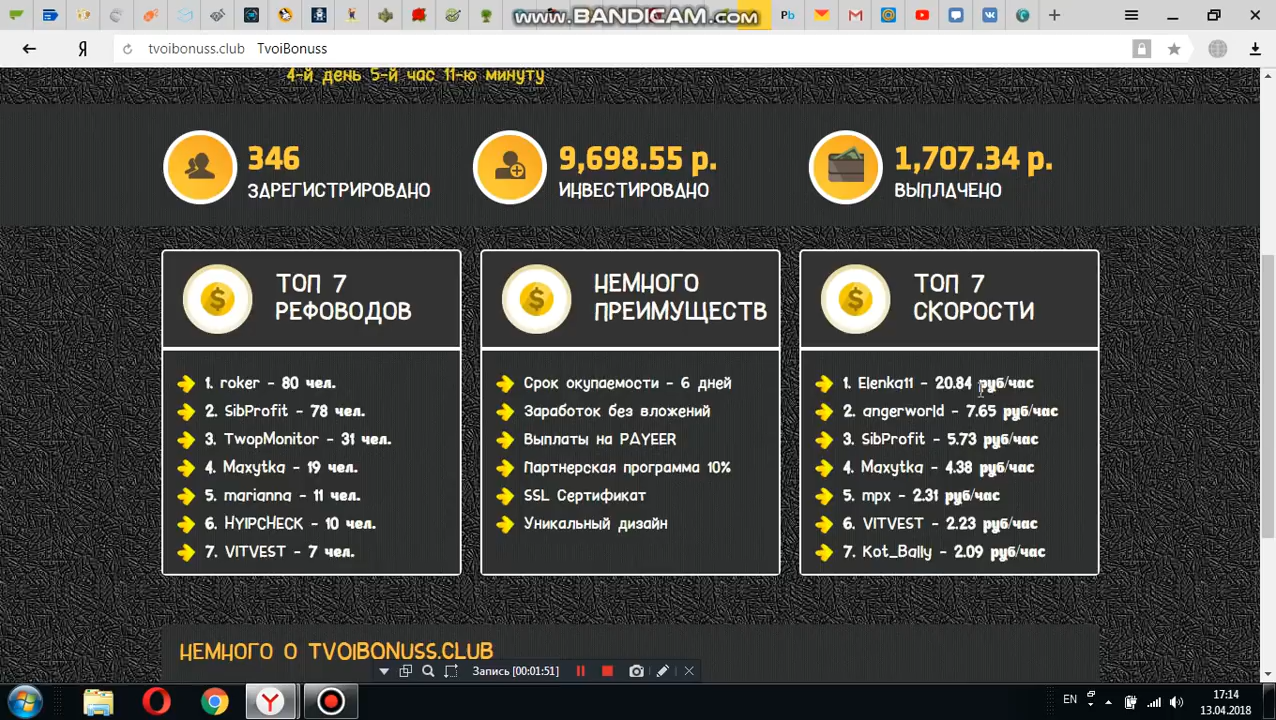 www.BANDICAM.com
Pb
tvoibonuss.club TvoiBonuss
4-й день 5-й час 11-ю минуту
346
ЗАРЕГИСТРИРОВАНО
9,698.55 р.
ИНВЕСТИРОВАНО
1,707.34 р.
ВЫПЛАЧЕНО
ТОП 7
РЕФОВОДОВ
1. roker - 80 чел.
2. SibProfit - 78 чел.
3. TwopMonitor - 31 чел.
4. Maxytka - 19 чел.
5. marianna - 11 чел.
6. HYIPCHECK - 10 чел.
7. VITVEST - 7 чел.
НЕМНОГО
ПРЕИМУЩЕСТВ
Срок окупаемости - 6 дней
Заработок без вложений
Выплаты на PAYEER
Партнерская программа 10%
SSL Сертификат
Уникальный дизайн
ТОП 7
СКОРОСТИ
1. Elenka11 - 20.84 руб/час
2. angerworld - 7.65 руб/час
3. SibProfit - 5.73 руб/час
4. Maxytka - 4.38 руб/час
5. mpx - 2.31 руб/час
6. VITVEST - 2.23 руб/час
7. Kot_Bally - 2.09 руб/час
НЕМНОГО О TVOIBONUSS.CLUB
Запись [00:01:51]
EN
17:14
13.04.2018